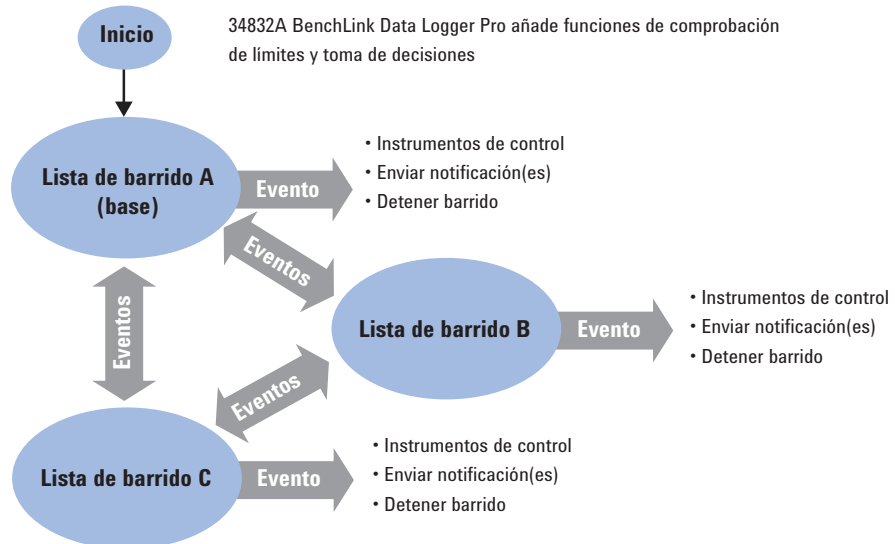 Inicio
34832A BenchLink Data Logger Pro añade funciones de comprobación
de límites y toma de decisiones
Lista de barrido A
(base)
Evento
• Instrumentos de control
• Enviar notificación(es)
• Detener barrido
Eventos
Eventos
Lista de barrido B
Evento
• Instrumentos de control
• Enviar notificación(es)
• Detener barrido
Eventos
Lista de barrido C
Evento
• Instrumentos de control
• Enviar notificación(es)
• Detener barrido